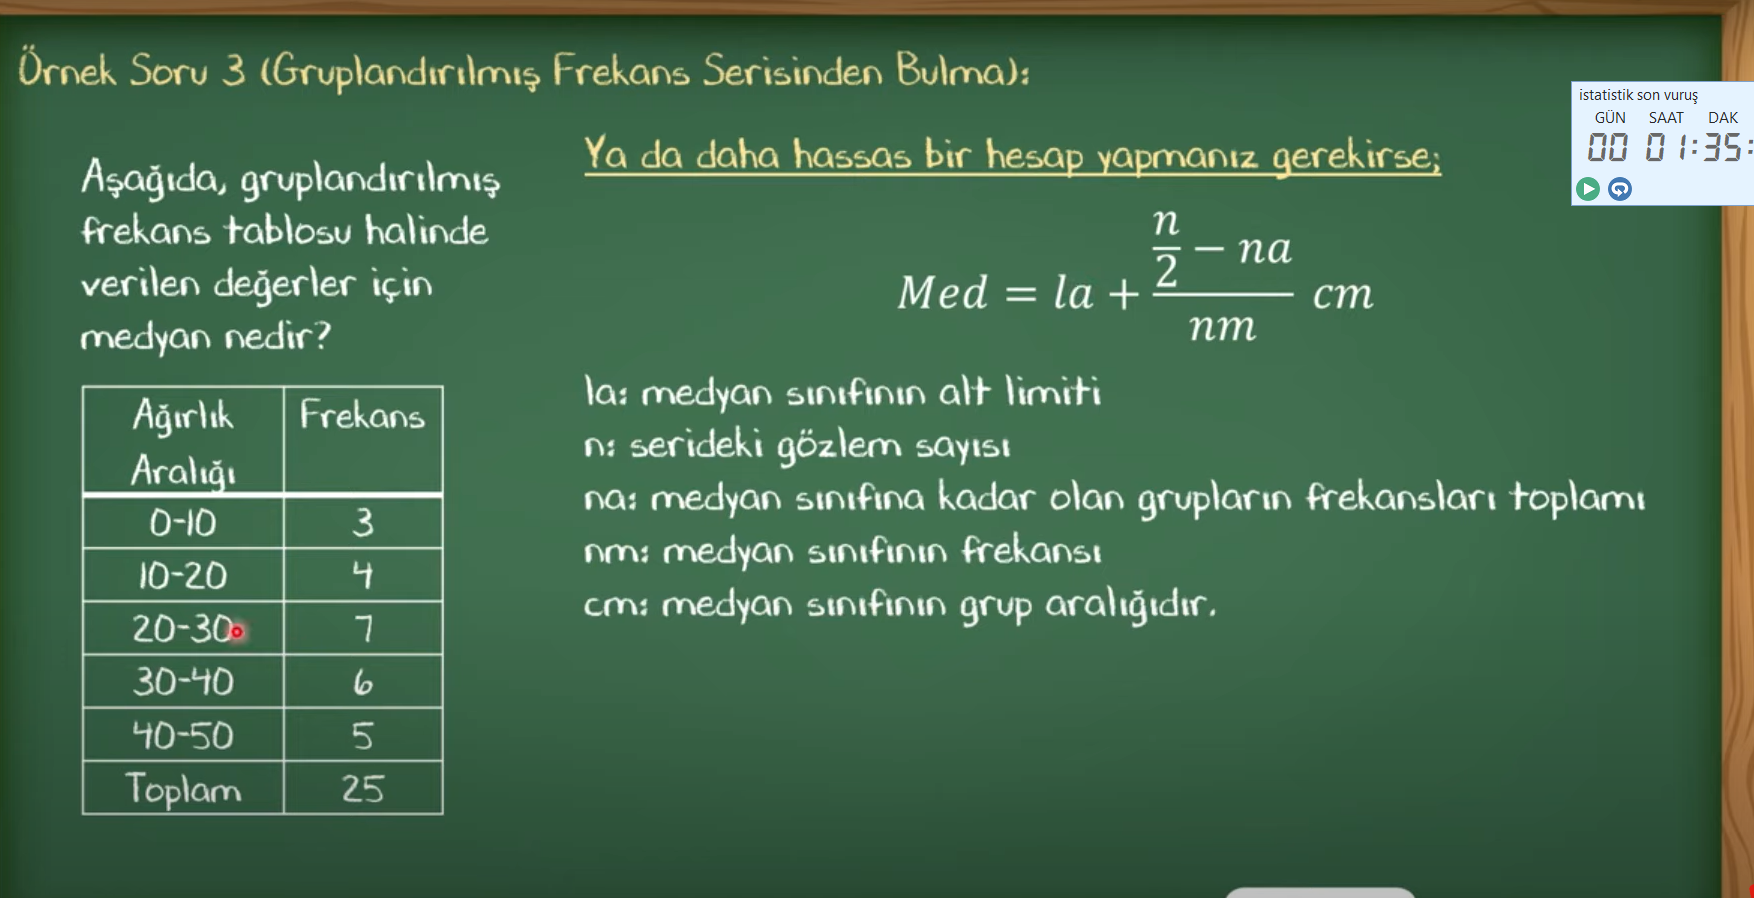 Örnek Soru 3 (Gruplandırılmış Frekans Serisinden Bulma):
istatistik son vuruş
GÜN SAAT DAK
00 01:35:
Aşağıda, gruplandırılmış
frekans tablosu halinde
verilen değerler için
medyan nedir?
Ağırlık Aralığı Frekans
0-10 3
10-20 4
20-30 7
30-40 6
40-50 5
Toplam 25
Ya da daha hassas bir hesap yapmanız gerekirse;
Med = la + (n/2 − na)/nm cm
la: medyan sınıfının alt limiti
n: serideki gözlem sayısı
na: medyan sınıfına kadar olan grupların frekansları toplamı
nm: medyan sınıfının frekansı
cm: medyan sınıfının grup aralığıdır.